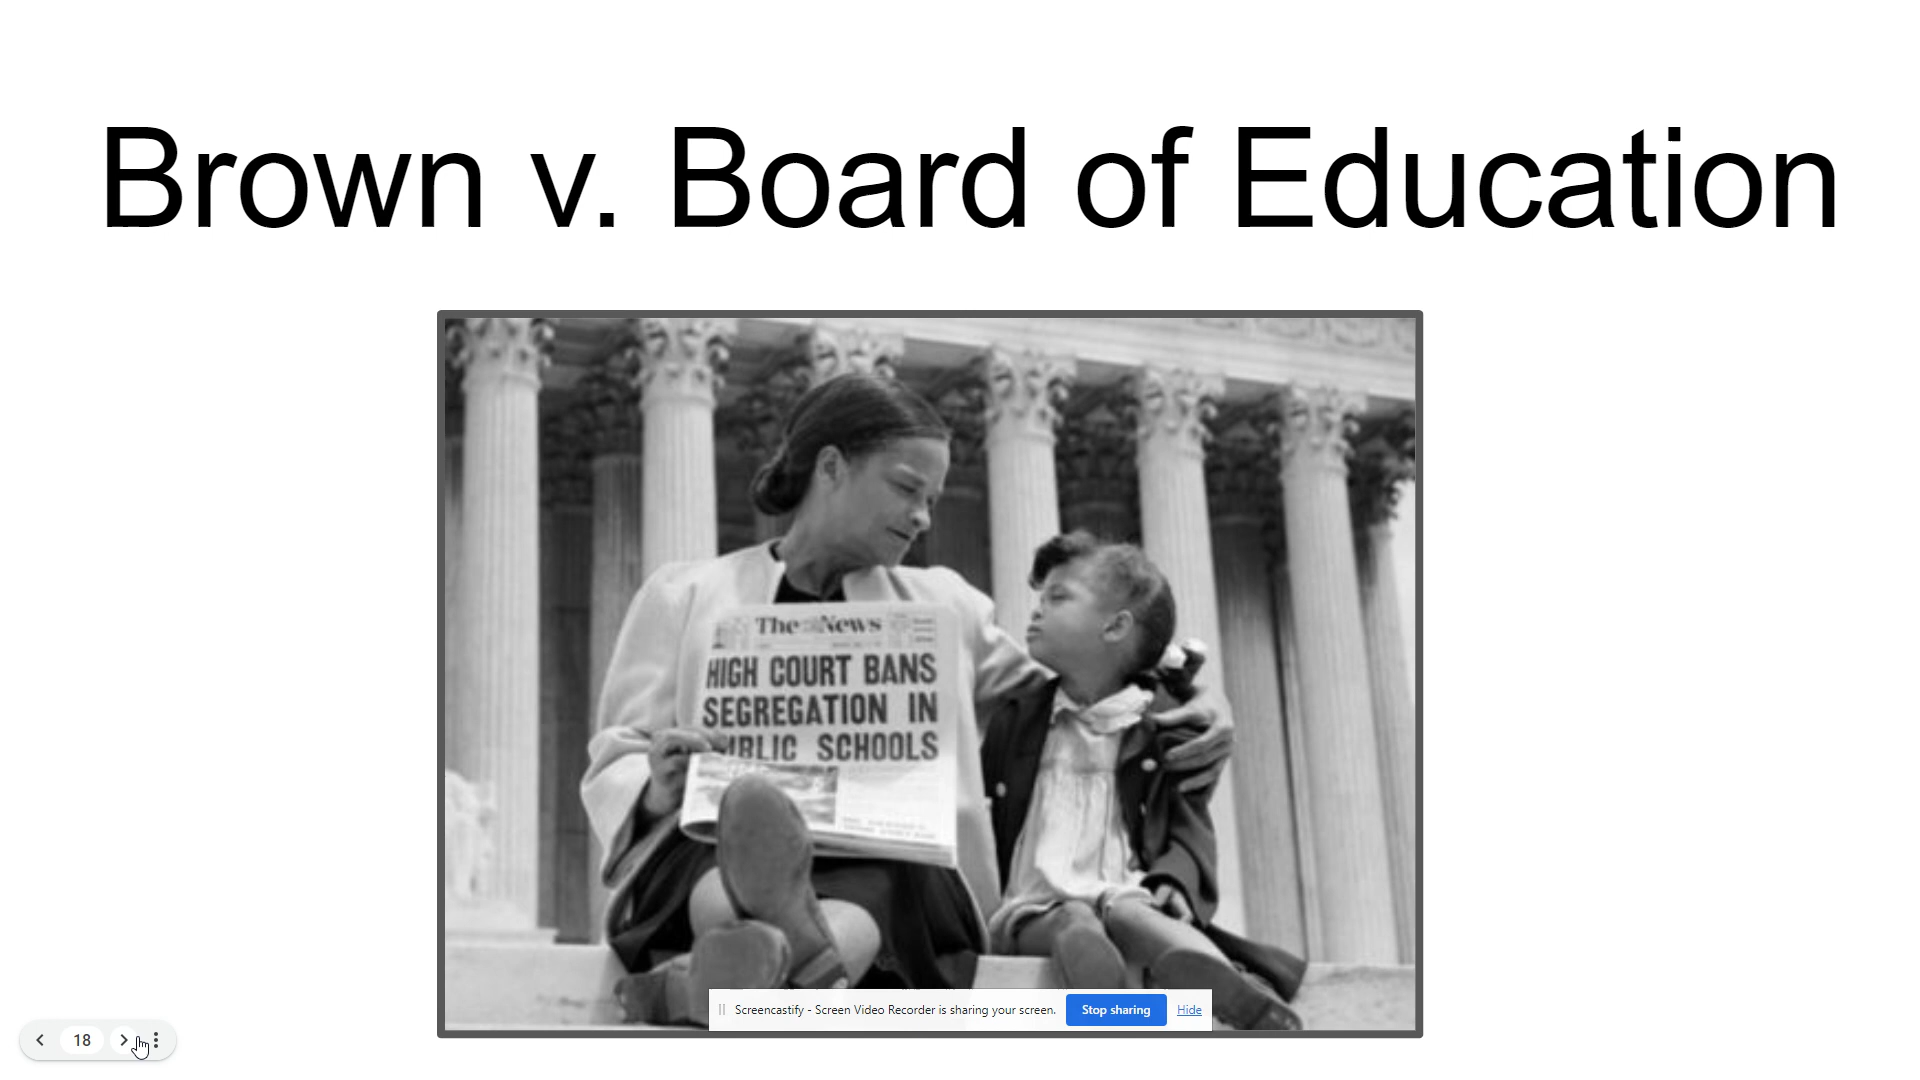 Brown v. Board of Education
The News
HIGH COURT BANS
SEGREGATION IN
SCHOOLS
Screencastify - Screen Video Recorder is sharing your screen. Stop sharing Hide
18